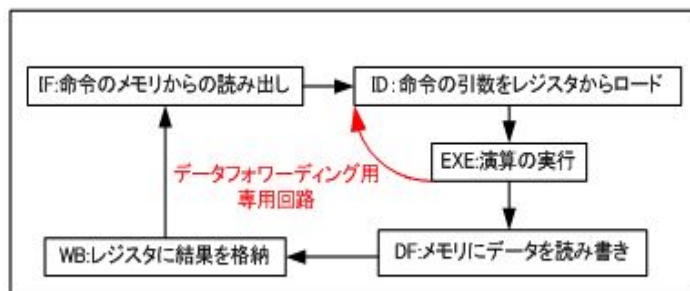 IF:命令のメモリからの読み出し
ID:命令の引数をレジスタからロード
EXE:演算の実行
データフォワーディング用
専用回路
WB:レジスタに結果を格納
DF:メモリにデータを読み書き